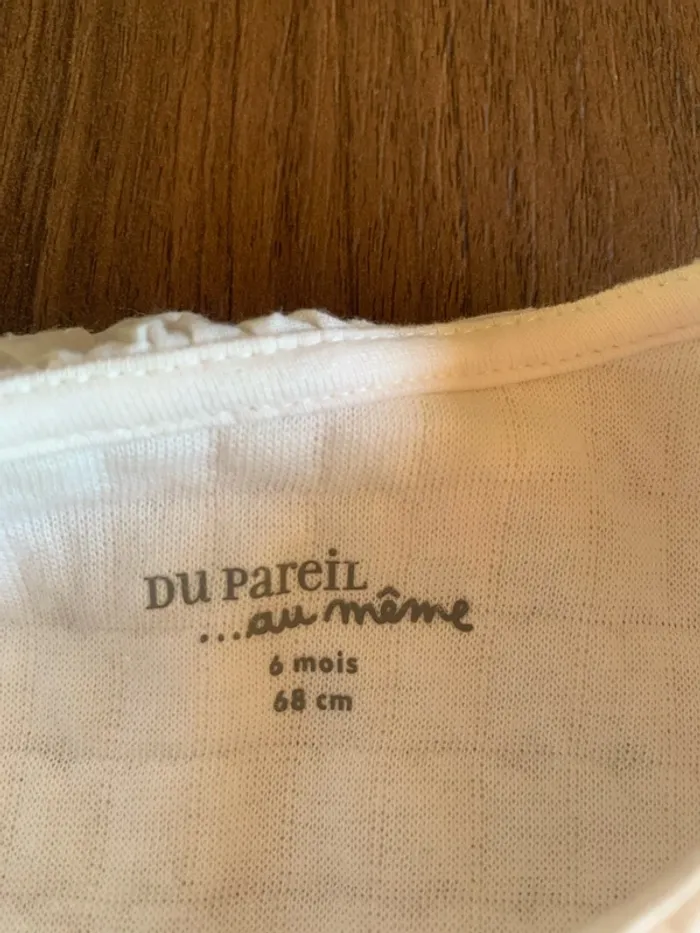 DU PareiL
...au même
6 mois
68 cm